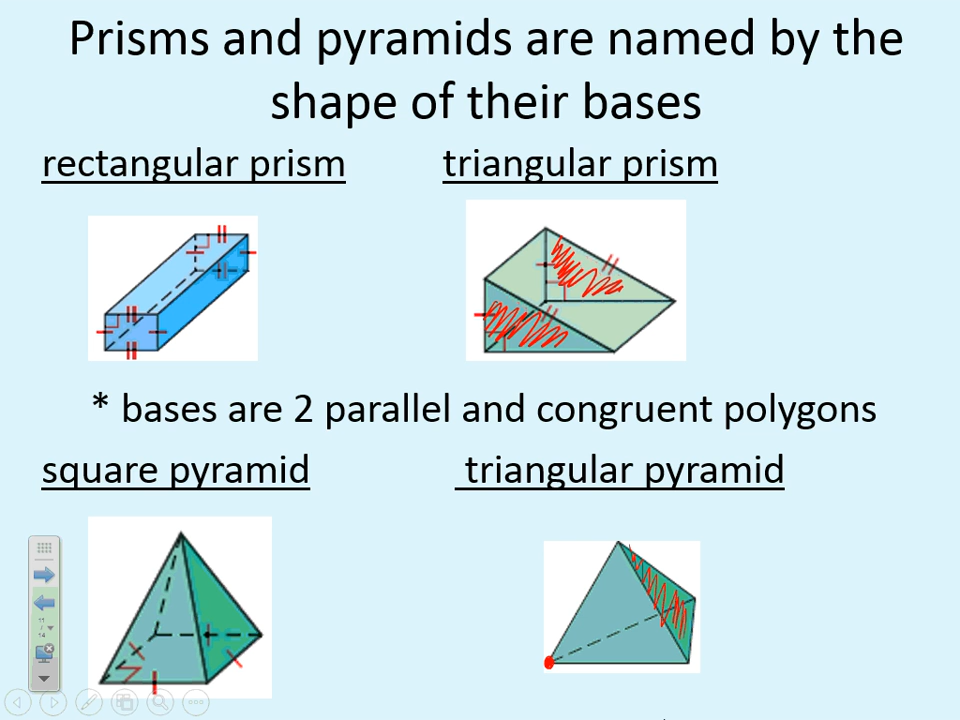 Prisms and pyramids are named by the
shape of their bases
rectangular prism
triangular prism
* bases are 2 parallel and congruent polygons
square pyramid
triangular pyramid